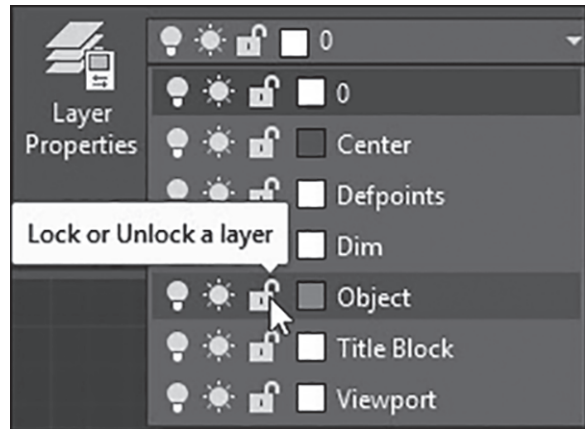 0
Layer
Properties
0
Center
Defpoints
Lock or Unlock a layer
Dim
Object
Title Block
Viewport